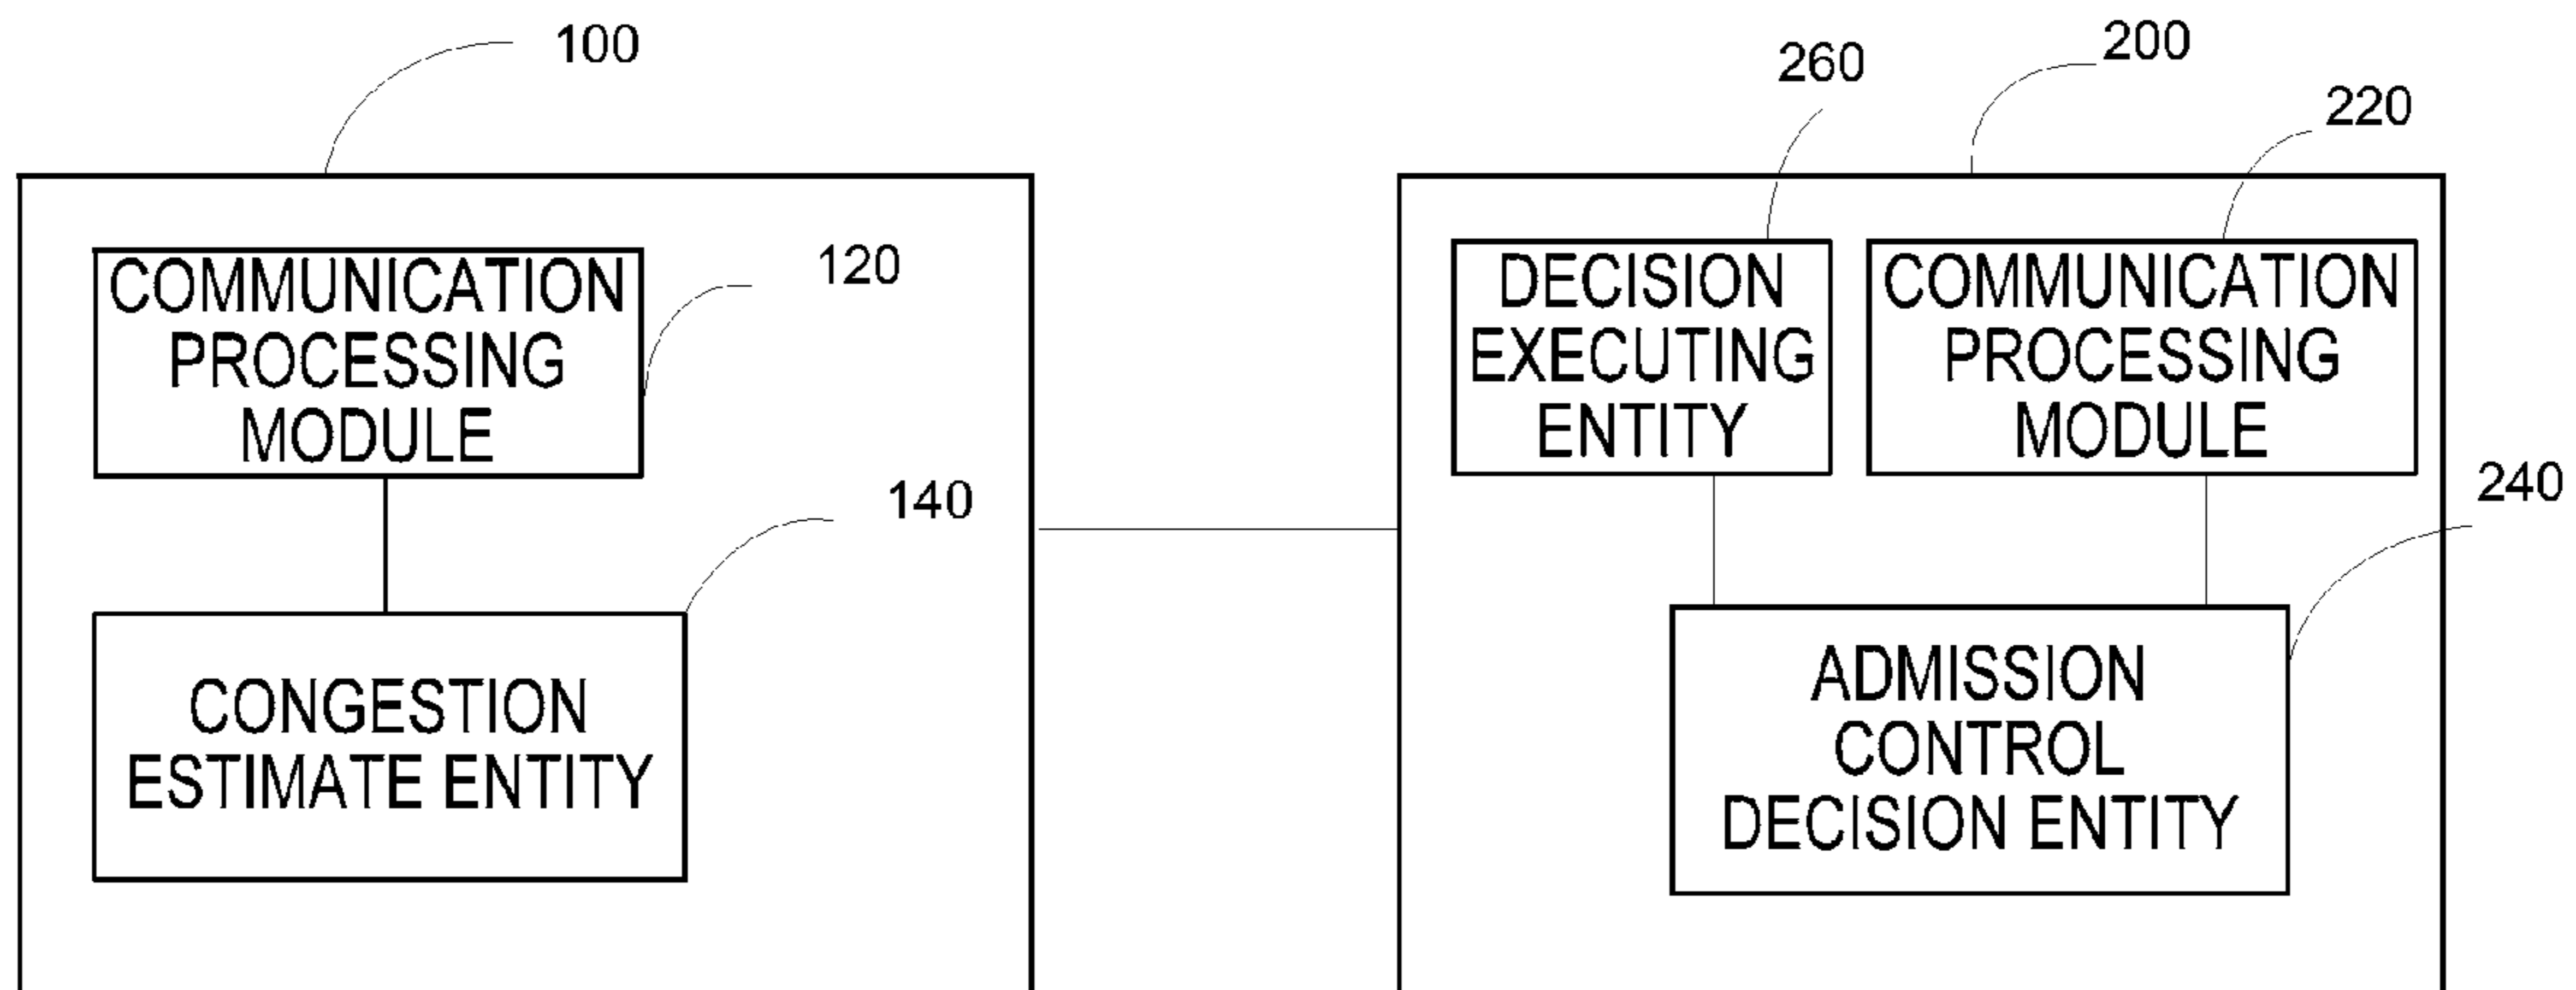 100
200
260
220
COMMUNICATION
PROCESSING
MODULE
120
DECISION
EXECUTING
ENTITY
COMMUNICATION
PROCESSING
MODULE
140
240
CONGESTION
ESTIMATE ENTITY
ADMISSION
CONTROL
DECISION ENTITY